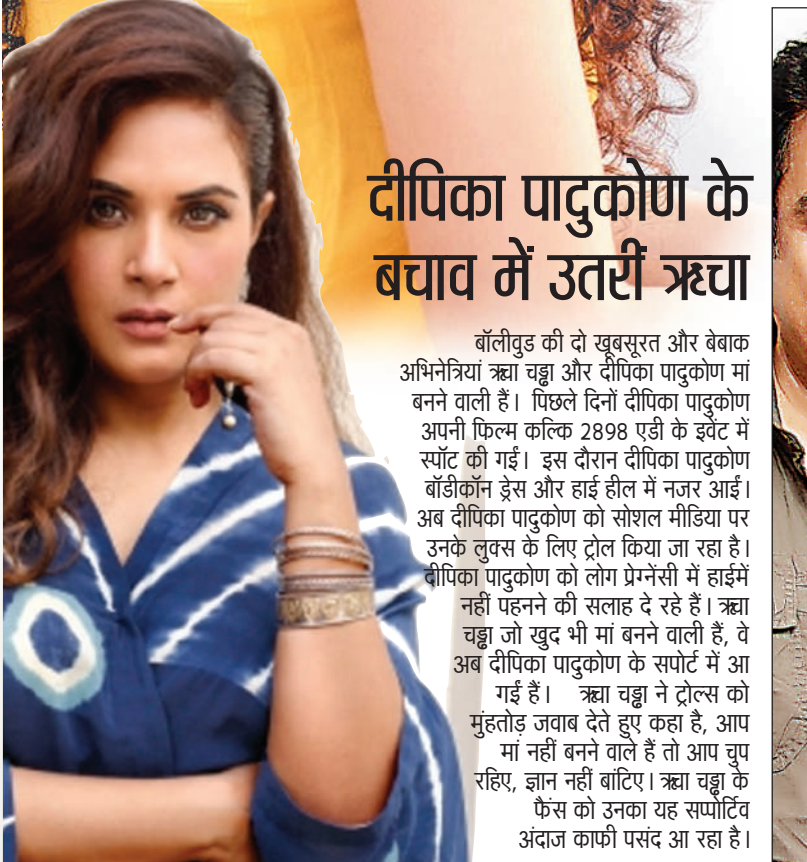 दीपिका पादुकोण के
बचाव में उतरीं ऋचा
बॉलीवुड की दो खूबसूरत और बेबाक
अभिनेत्रियां ऋचा चड्ढा और दीपिका पादुकोण मां
बनने वाली हैं। पिछले दिनों दीपिका पादुकोण
अपनी फिल्म कल्कि 2898 एडी के इवेंट में
स्पॉट की गईं। इस दौरान दीपिका पादुकोण
बॉडीकॉन ड्रेस और हाई हील में नजर आईं।
अब दीपिका पादुकोण को सोशल मीडिया पर
उनके लुक्स के लिए ट्रोल किया जा रहा है।
दीपिका पादुकोण को लोग प्रेग्नेंसी में हाईमें
नहीं पहनने की सलाह दे रहे हैं। ऋचा
चड्ढा जो खुद भी मां बनने वाली हैं, वे
अब दीपिका पादुकोण के सपोर्ट में आ
गईं हैं। ऋचा चड्ढा ने ट्रोल्स को
मुंहतोड़ जवाब देते हुए कहा है, आप
मां नहीं बनने वाले हैं तो आप चुप
रहिए, ज्ञान नहीं बांटिए। ऋचा चड्ढा के
फैंस को उनका यह सप्पोर्टिव
अंदाज काफी पसंद आ रहा है।